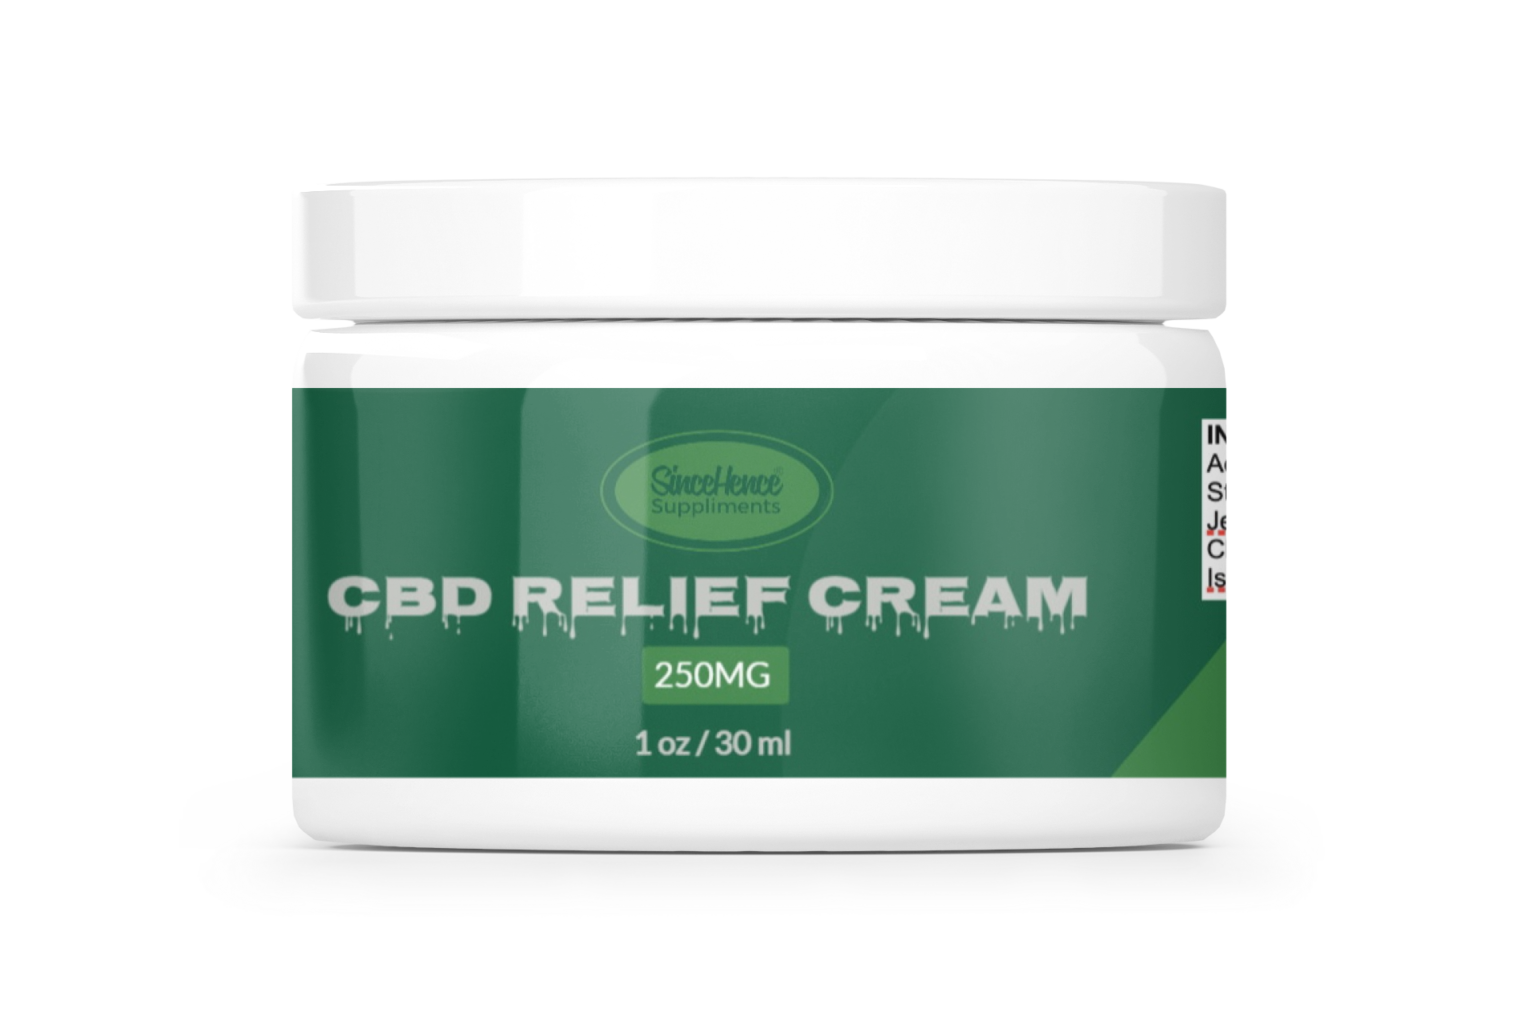 SinceHence
Suppliments
CBD RELIEF CREAM
250MG
1 oz / 30 ml